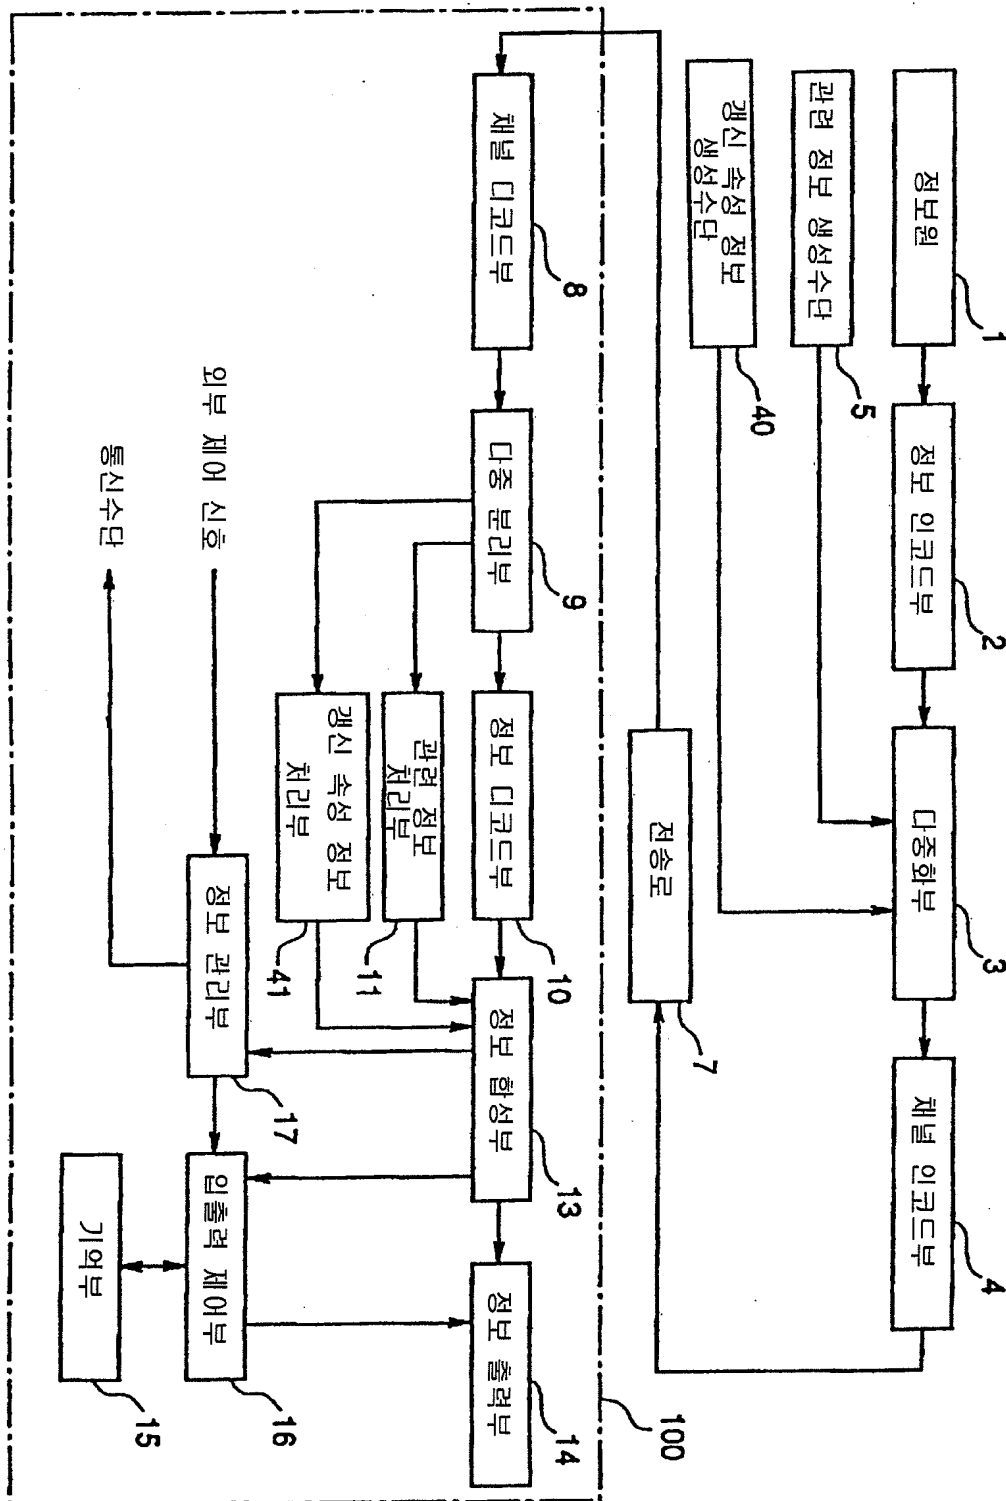 정보원
1
정보 인코드부
2
다중화부
3
채널 인코드부
4
관련 정보 생성수단
5
갱신 속성 정보
생성수단
40
전송로
7
100
채널 디코드부
8
다중 분리부
9
정보 디코드부
10
정보 합성부
13
정보 출력부
14
관련 정보
처리부
11
갱신 속성 정보
처리부
41
외부 제어 신호
정보 관리부
17
입출력 제어부
16
통신수단
기억부
15